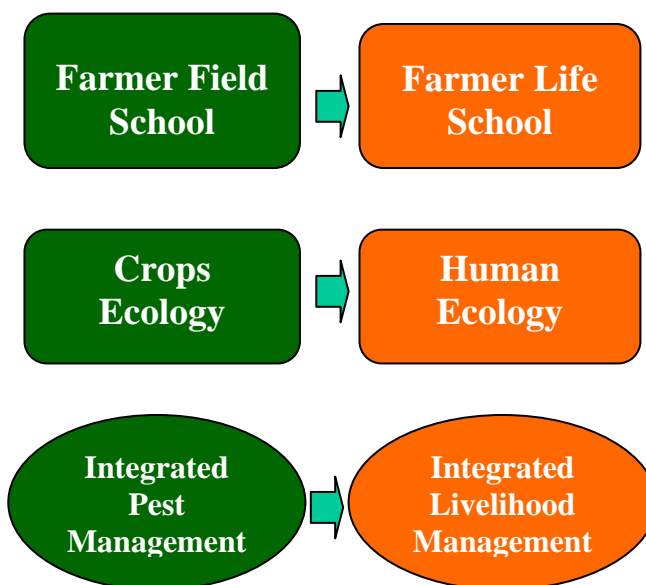 Farmer Field
School
Farmer Life
School
Crops
Ecology
Human
Ecology
Integrated
Pest
Management
Integrated
Livelihood
Management